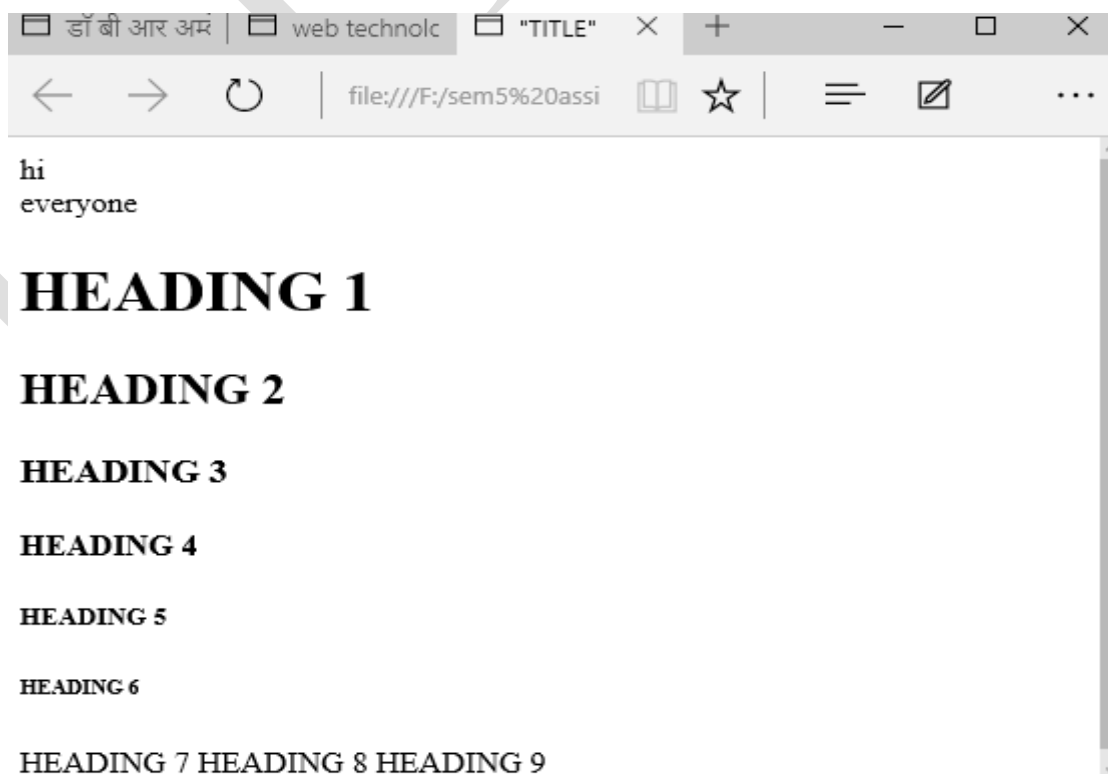 डॉ बी आर अम्बे web technolc "TITLE"
file:///F:/sem5%20assi
hi
everyone
HEADING 1
HEADING 2
HEADING 3
HEADING 4
HEADING 5
HEADING 6
HEADING 7 HEADING 8 HEADING 9